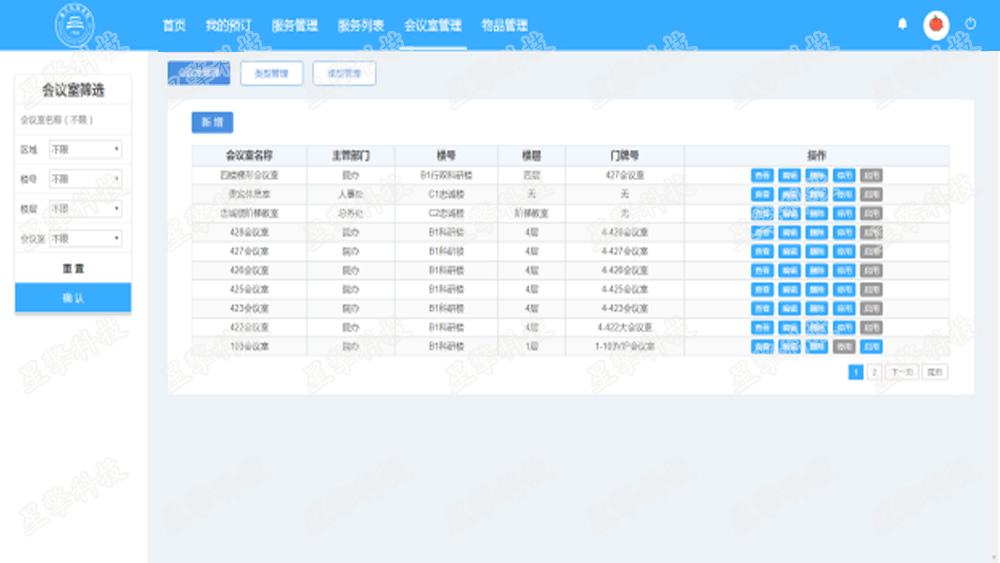 首页 我的预订 服务管理 服务列表 会议室管理 物品管理
会议室管理 类型管理
会议室筛选
会议室名称（不限）
区域 不限
楼号 不限
楼层 不限
会议室 不限
重置
确认
新增
会议室名称 主管部门 楼号 楼层 门牌号 操作
四楼梯形会议室 院办 B1行政科研楼 四层 427会议室 查看 编辑 删除 停用 启用
贵宾休息室 人事处 C1忠诚楼 无 无 查看 编辑 删除 停用 启用
忠诚楼阶梯教室 总务处 C2忠诚楼 阶梯教室 无 查看 编辑 删除 停用 启用
428会议室 院办 B1科研楼 4层 4-428会议室 查看 编辑 删除 停用 启用
427会议室 院办 B1科研楼 4层 4-427会议室 查看 编辑 删除 停用 启用
426会议室 院办 B1科研楼 4层 4-426会议室 查看 编辑 删除 停用 启用
425会议室 院办 B1科研楼 4层 4-425会议室 查看 编辑 删除 停用 启用
423会议室 院办 B1科研楼 4层 4-423会议室 查看 编辑 删除 停用 启用
422会议室 院办 B1科研楼 4层 4-422大会议室 查看 编辑 删除 停用 启用
103会议室 院办 B1科研楼 1层 1-103VIP会议室 查看 编辑 删除 停用 启用
1 2 下一页 尾页
星擎科技